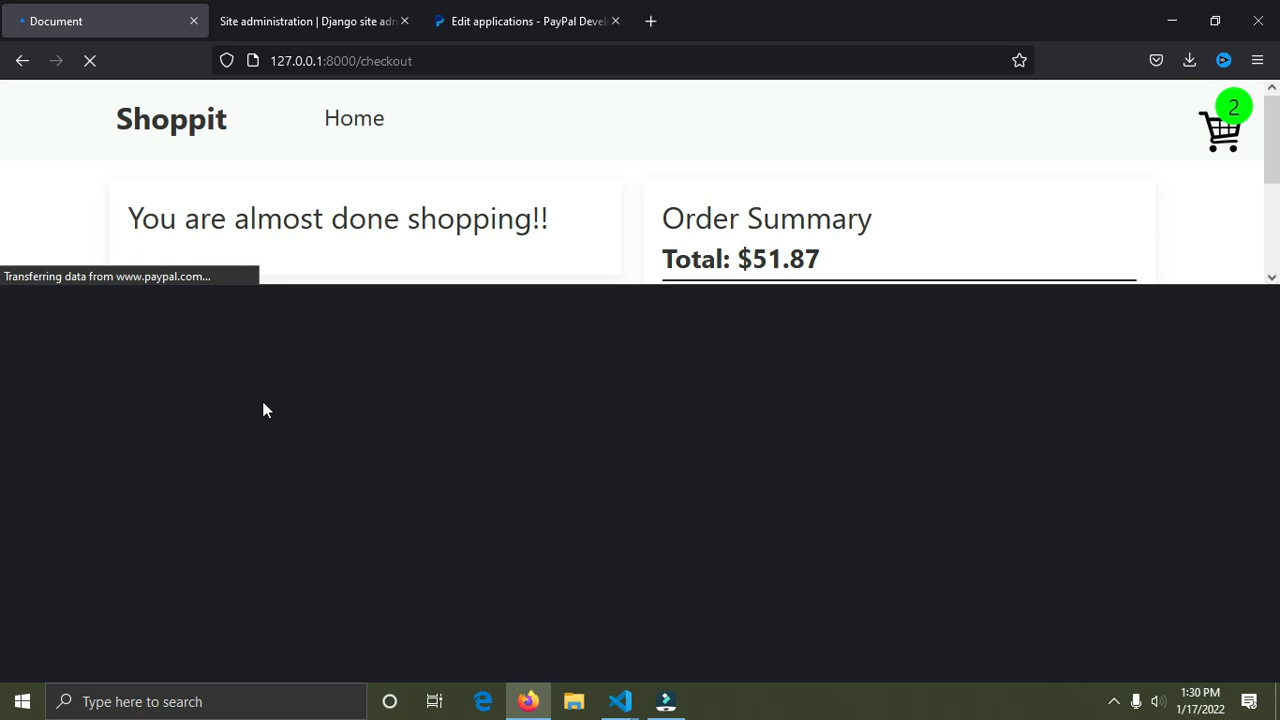 Document
Site administration | Django site adm
Edit applications - PayPal Devel
127.0.0.1:8000/checkout
Shoppit
Home
2
You are almost done shopping!!
Order Summary
Total: $51.87
Transferring data from www.paypal.com...
Type here to search
1:30 PM
1/17/2022